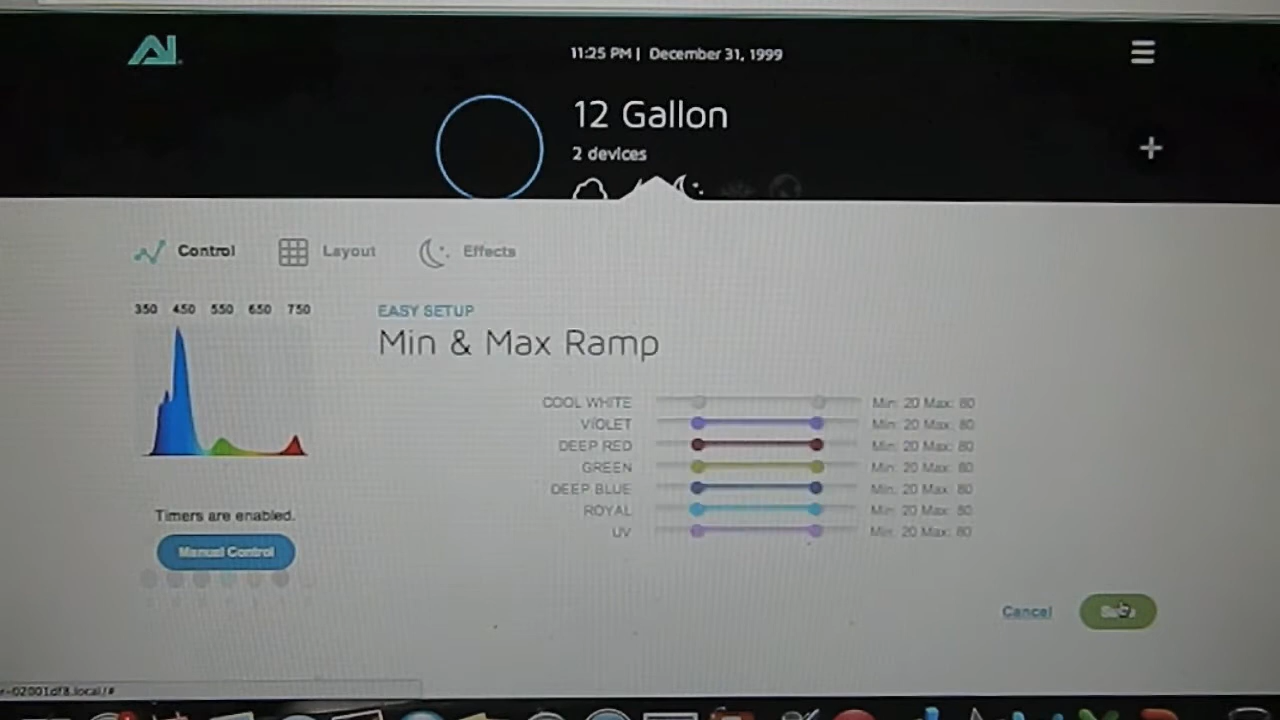 AI
11:25 PM | December 31, 1999
12 Gallon
2 devices
Control
Layout
Effects
350 450 550 650 750
EASY SETUP
Min & Max Ramp
COOL WHITE Min: 20 Max: 80
VIOLET Min: 20 Max: 80
DEEP RED Min: 20 Max: 80
GREEN Min: 20 Max: 80
DEEP BLUE Min: 20 Max: 80
ROYAL Min: 20 Max: 80
UV Min: 20 Max: 80
Timers are enabled.
Manual Control
Cancel